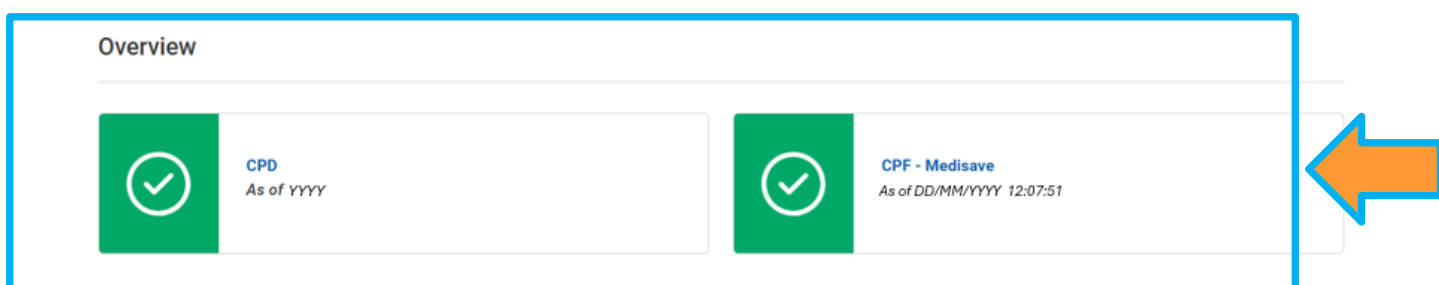 Overview
CPD
As of YYYY
CPF - Medisave
As of DD/MM/YYYY 12:07:51